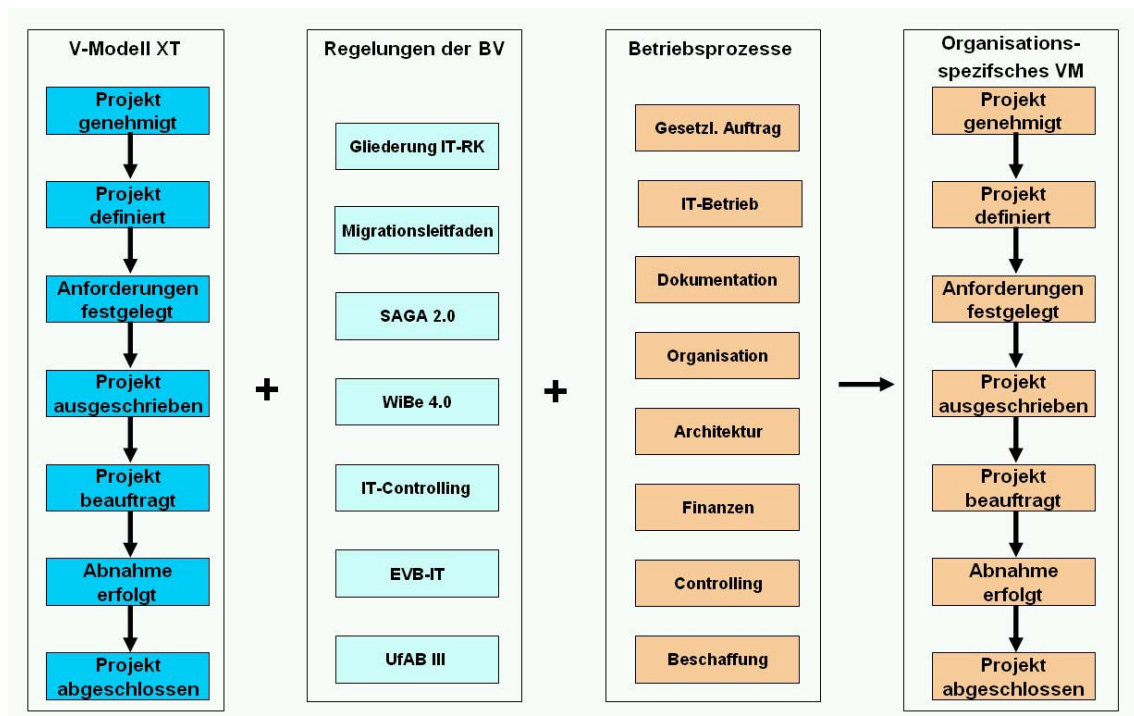 V-Modell XT
Projekt
genehmigt
Projekt
definiert
Anforderungen
festgelegt
Projekt
ausgeschrieben
Projekt
beauftragt
Abnahme
erfolgt
Projekt
abgeschlossen
+
Regelungen der BV
Gliederung IT-RK
Migrationsleitfaden
SAGA 2.0
WiBe 4.0
IT-Controlling
EVB-IT
UfAB III
+
Betriebsprozesse
Gesetzl. Auftrag
IT-Betrieb
Dokumentation
Organisation
Architektur
Finanzen
Controlling
Beschaffung
Organisations-
spezifsches VM
Projekt
genehmigt
Projekt
definiert
Anforderungen
festgelegt
Projekt
ausgeschrieben
Projekt
beauftragt
Abnahme
erfolgt
Projekt
abgeschlossen